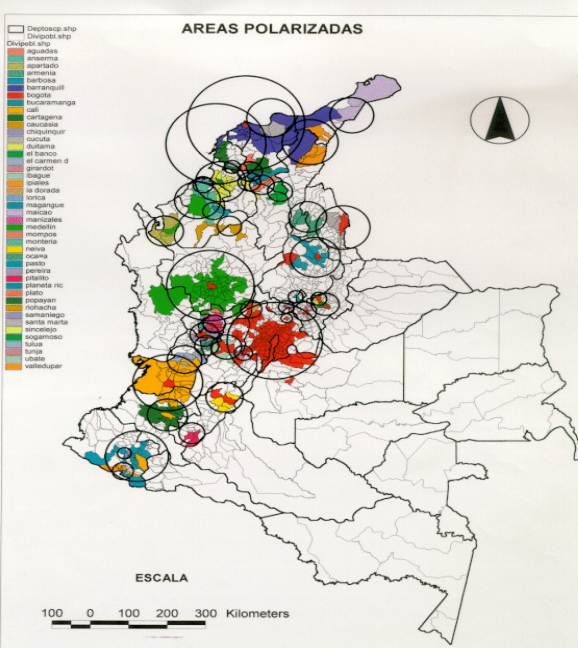 AREAS POLARIZADAS
Deptoscp.shp
Divipobl.shp
Divipobl.shp
aguadas
anserma
apartado
armenia
barbosa
barranquill
bogota
bucaramanga
cali
cartagena
caucasia
chiquinquir
cucuta
duitama
el banco
el carmen d
girardot
ibague
ipiales
la dorada
lorica
magangue
maicao
manizales
medellin
mompos
monteria
neiva
oca¤a
pasto
pereira
pitalito
planeta ric
plato
popayan
riohacha
samaniego
santa marta
sincelejo
sogamoso
tulua
tunja
ubate
valledupar
ESCALA
100 0 100 200 300 Kilometers